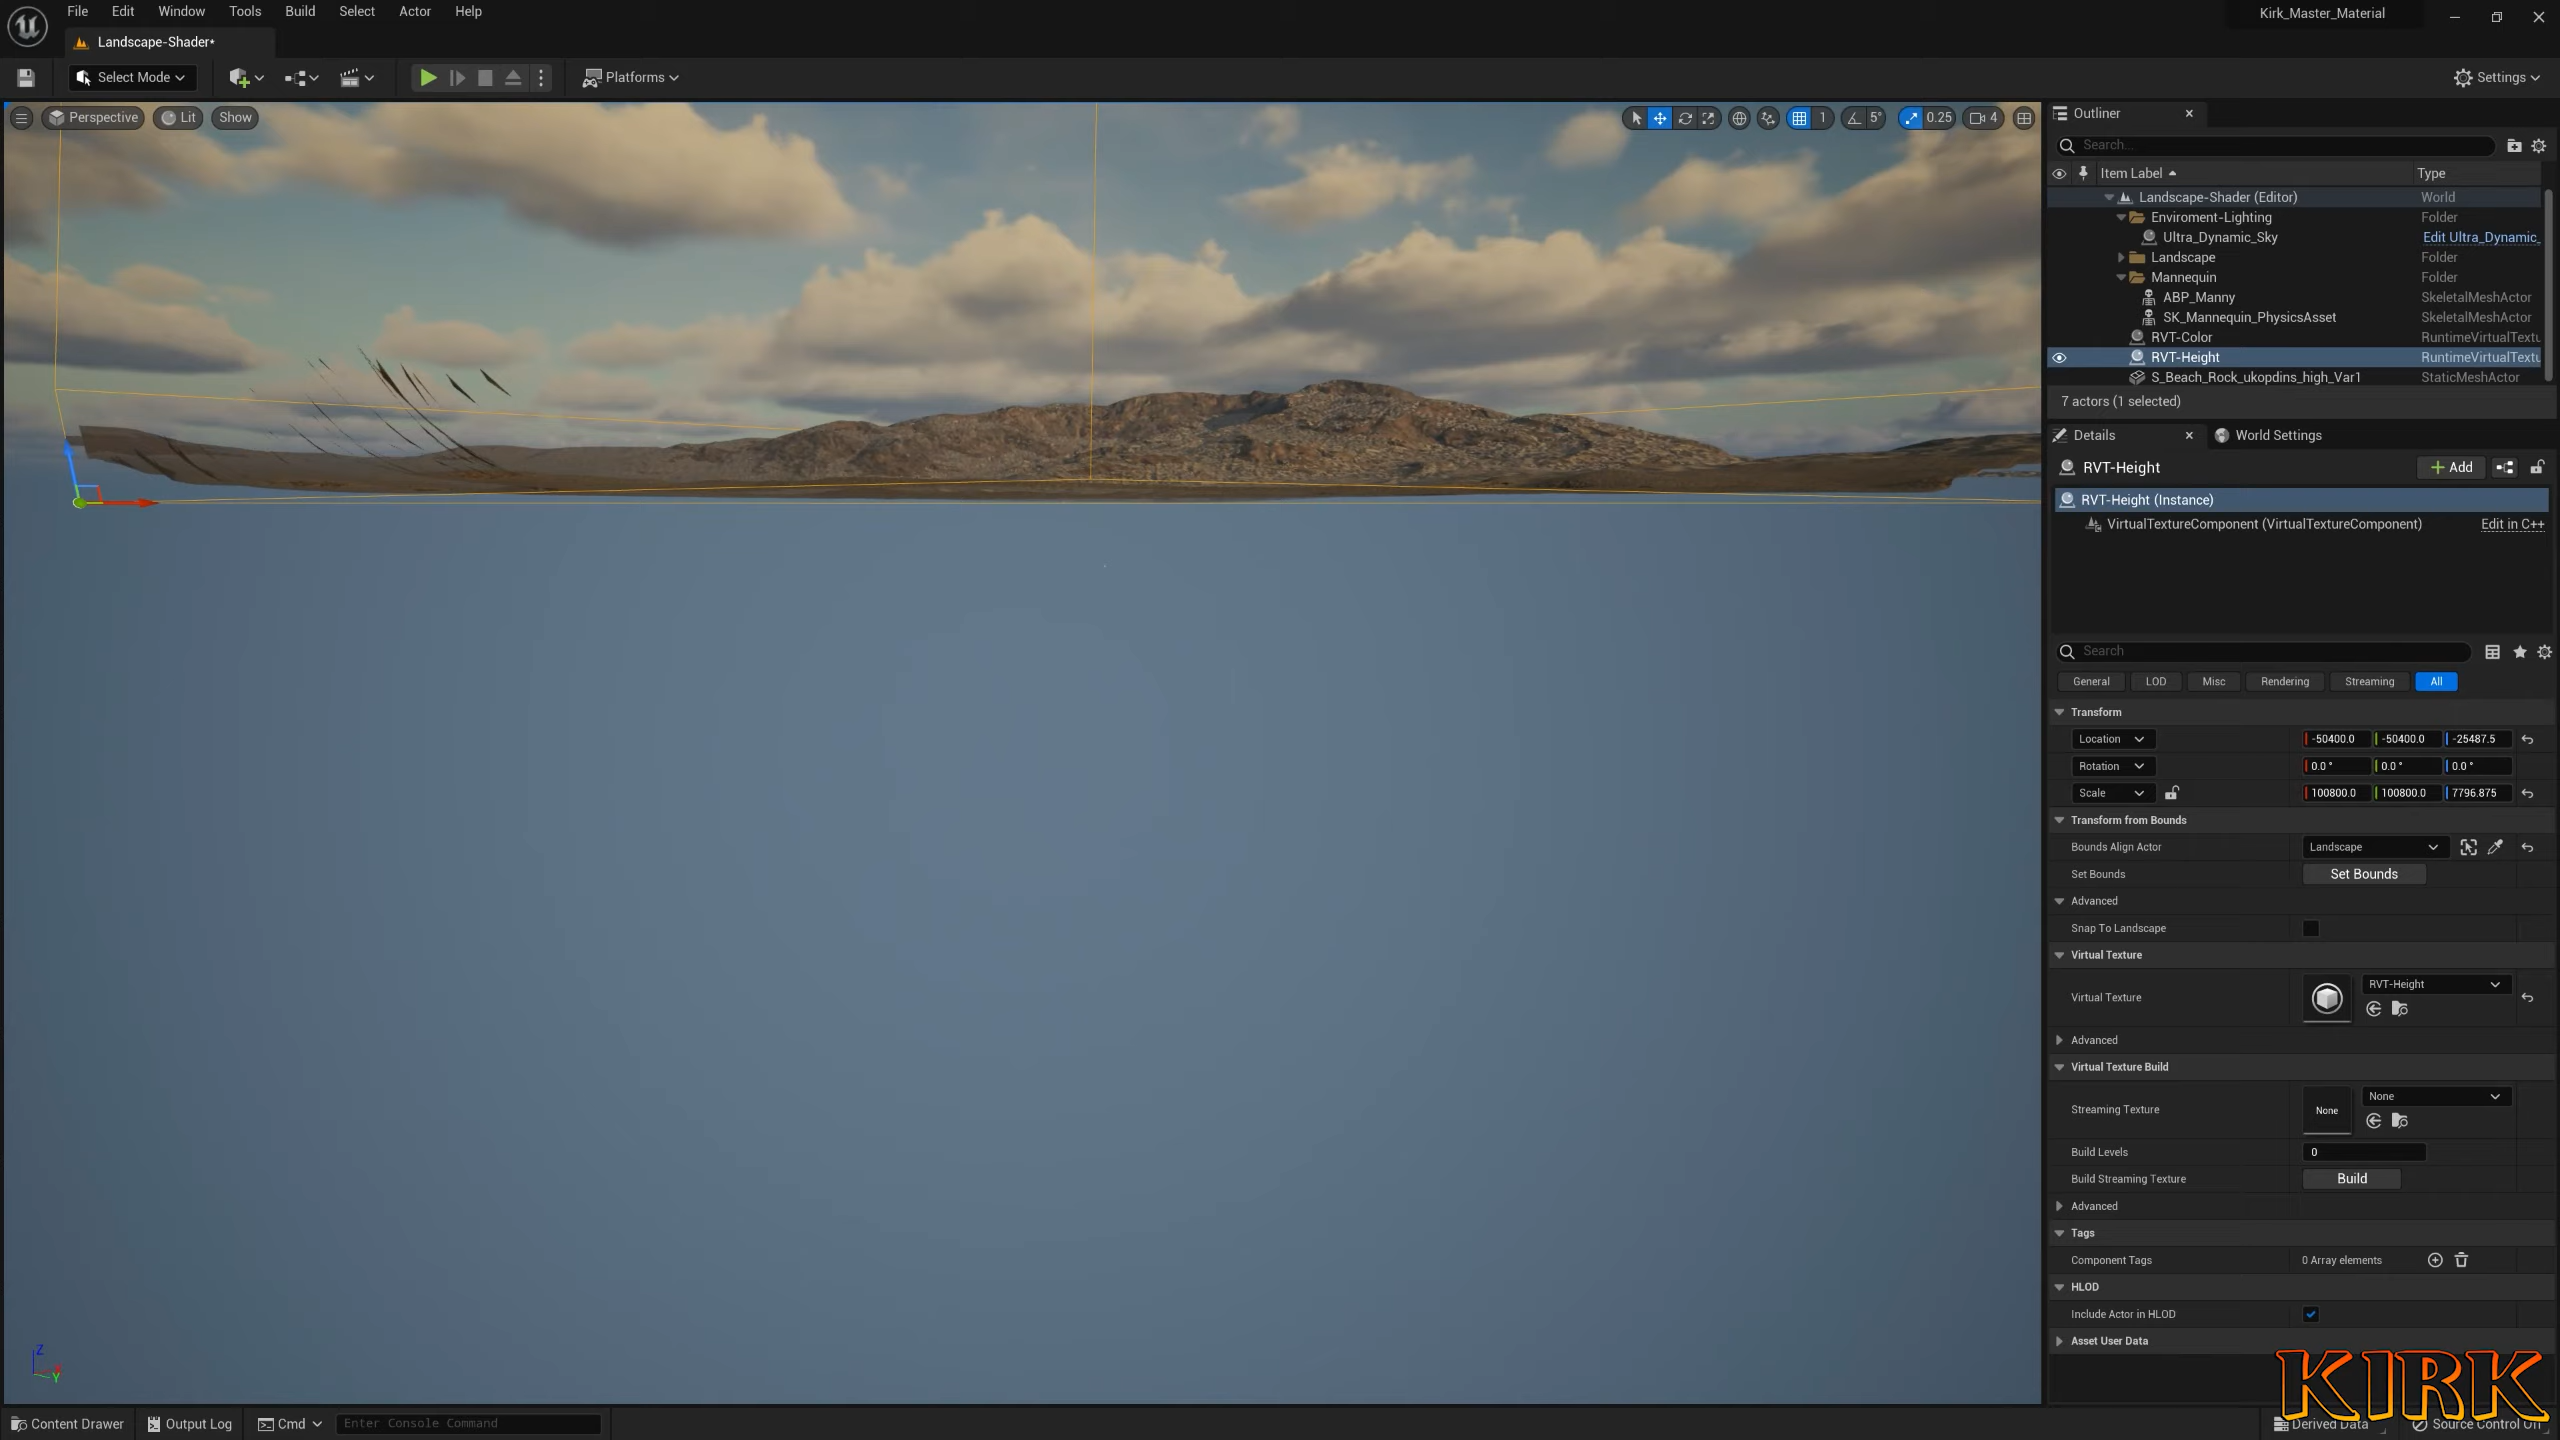 File Edit Window Tools Build Select Actor Help
Kirk_Master_Material
Landscape-Shader*
Select Mode
Platforms
Settings
Perspective Lit Show
1 5° 0.25 4
Outliner
Search...
Item Label Type
Landscape-Shader (Editor) World
Enviroment-Lighting Folder
Ultra_Dynamic_Sky Edit Ultra_Dynamic_
Landscape Folder
Mannequin Folder
ABP_Manny SkeletalMeshActor
SK_Mannequin_PhysicsAsset SkeletalMeshActor
RVT-Color RuntimeVirtualTextu
RVT-Height RuntimeVirtualTextu
S_Beach_Rock_ukopdins_high_Var1 StaticMeshActor
7 actors (1 selected)
Details World Settings
RVT-Height Add
RVT-Height (Instance)
VirtualTextureComponent (VirtualTextureComponent) Edit in C++
Search
General LOD Misc Rendering Streaming All
Transform
Location -50400.0 -50400.0 -25487.5
Rotation 0.0 ° 0.0 ° 0.0 °
Scale 100800.0 100800.0 7796.875
Transform from Bounds
Bounds Align Actor Landscape
Set Bounds Set Bounds
Advanced
Snap To Landscape
Virtual Texture
Virtual Texture RVT-Height
Advanced
Virtual Texture Build
Streaming Texture None None
Build Levels 0
Build Streaming Texture Build
Advanced
Tags
Component Tags 0 Array elements
HLOD
Include Actor in HLOD
Asset User Data
KIRK
Z
Y
Content Drawer Output Log Cmd Enter Console Command
Derived Data Source Control Off